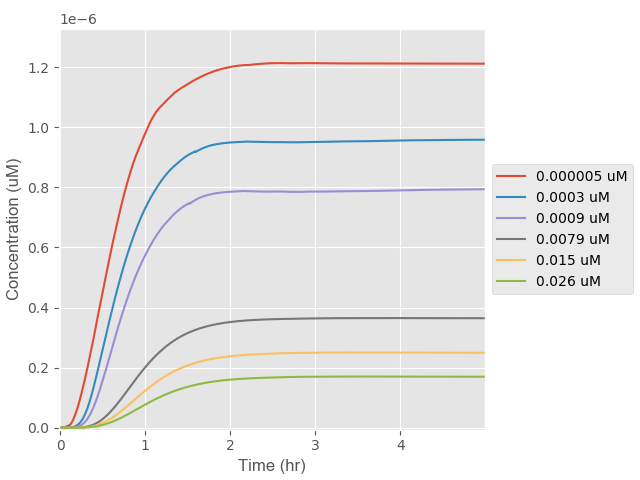 1e−6
1.2
1.0
0.8
0.6
0.4
0.2
0.0
Concentration (uM)
0 1 2 3 4
Time (hr)
0.000005 uM
0.0003 uM
0.0009 uM
0.0079 uM
0.015 uM
0.026 uM